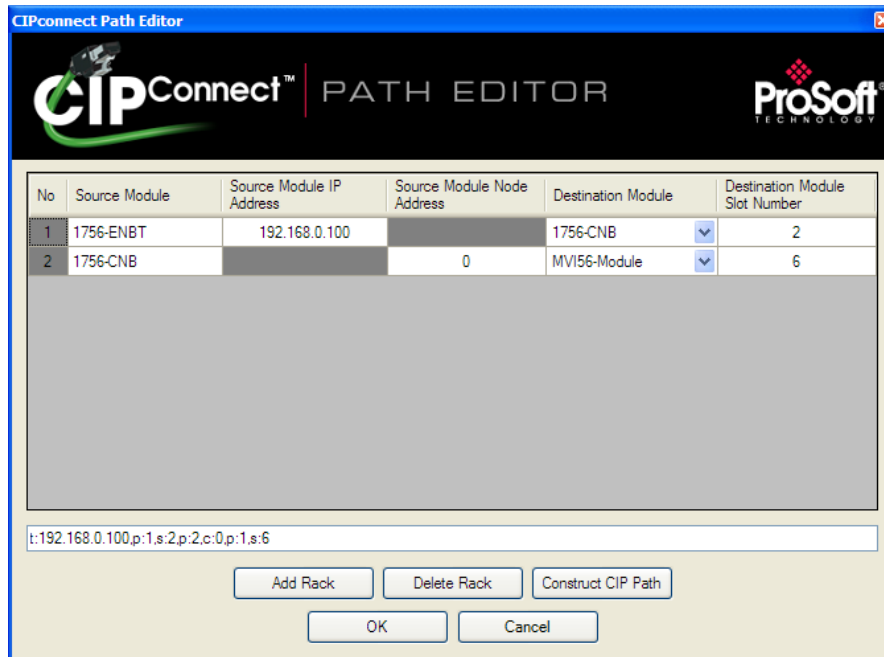 CIPconnect Path Editor
CIPConnect™ PATH EDITOR ProSoft®
TECHNOLOGY
No Source Module Source Module IP Address Source Module Node Address Destination Module Destination Module Slot Number
1 1756-ENBT 192.168.0.100 1756-CNB 2
2 1756-CNB 0 MVI56-Module 6
t:192.168.0.100,p:1,s:2,p:2,c:0,p:1,s:6
Add Rack Delete Rack Construct CIP Path
OK Cancel